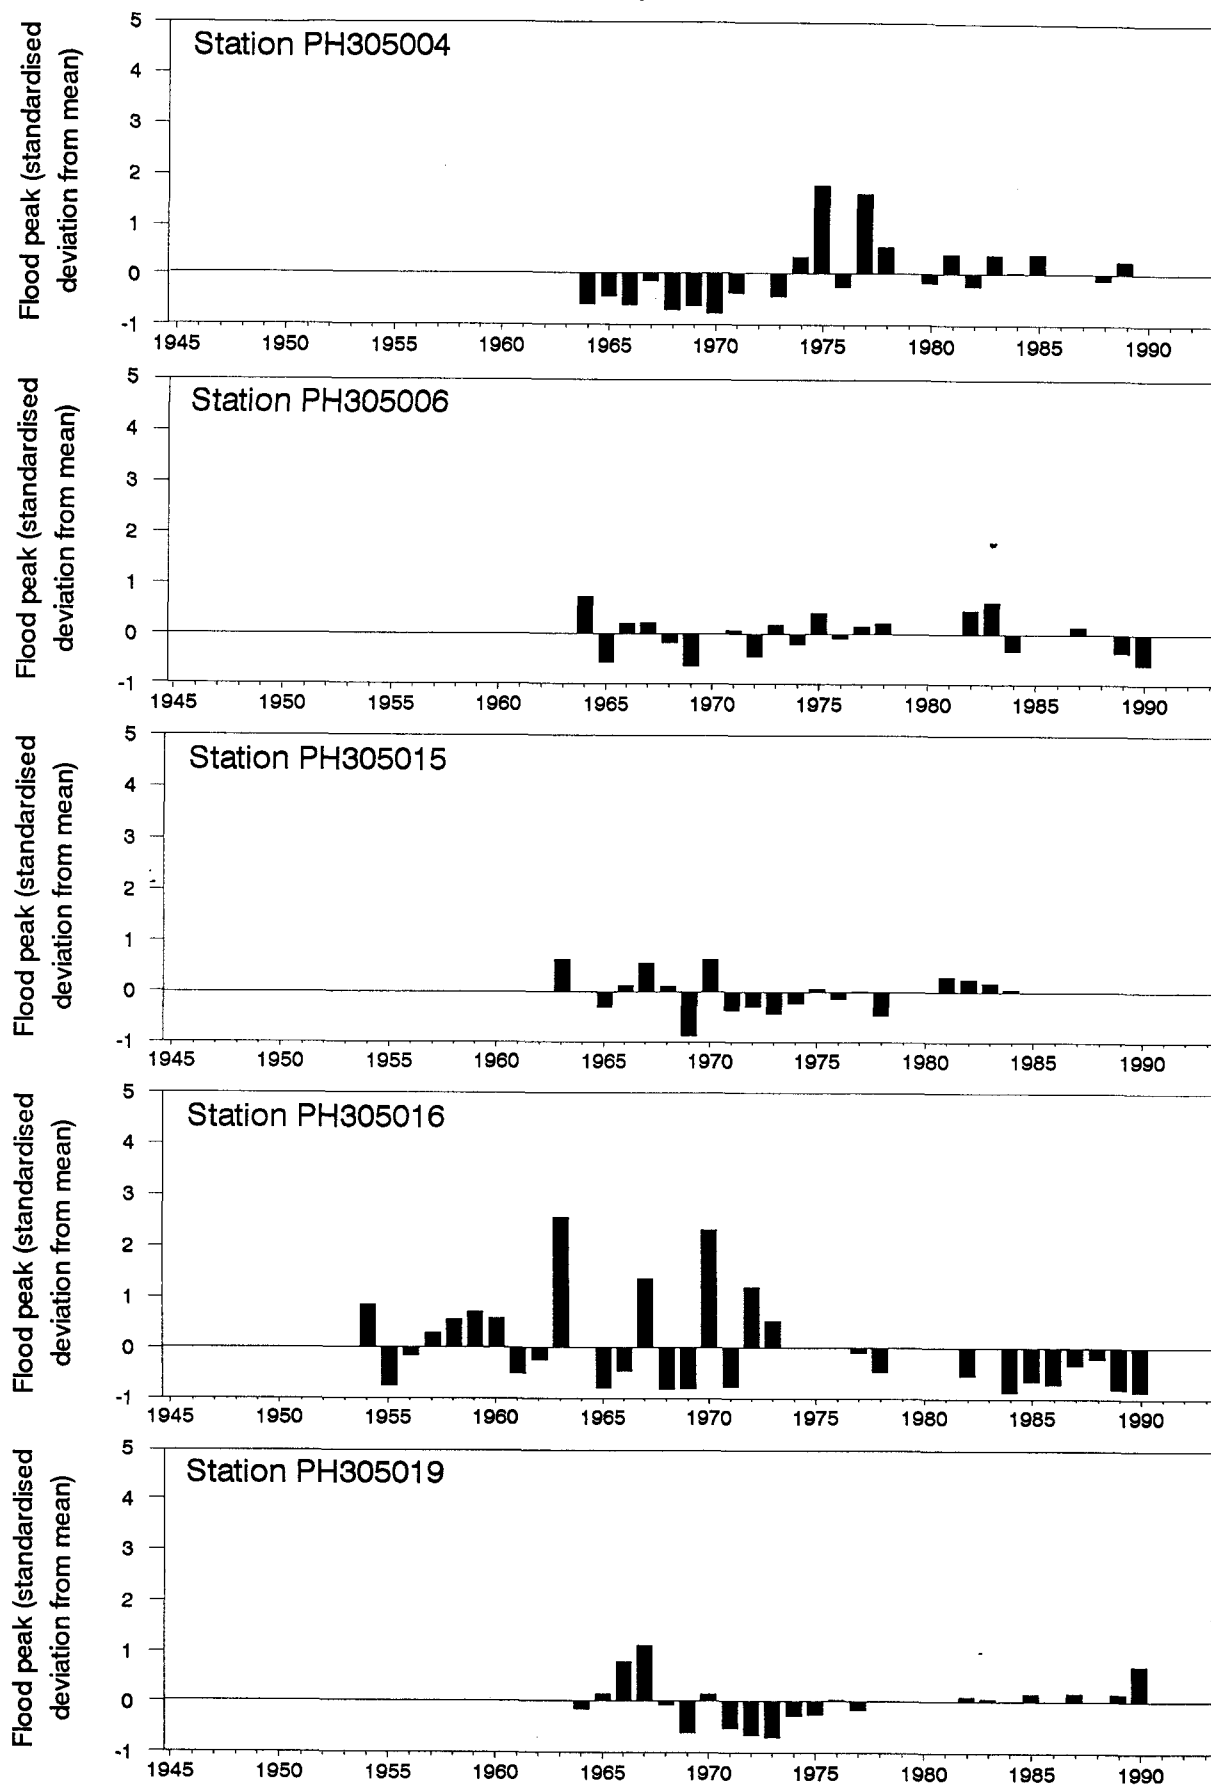 Flood peak (standardised
deviation from mean)
Station PH305004
5
4
3
2
1
0
-1
1945 1950 1955 1960 1965 1970 1975 1980 1985 1990
Flood peak (standardised
deviation from mean)
Station PH305006
5
4
3
2
1
0
-1
1945 1950 1955 1960 1965 1970 1975 1980 1985 1990
Flood peak (standardised
deviation from mean)
Station PH305015
5
4
3
2
1
0
-1
1945 1950 1955 1960 1965 1970 1975 1980 1985 1990
Flood peak (standardised
deviation from mean)
Station PH305016
5
4
3
2
1
0
-1
1945 1950 1955 1960 1965 1970 1975 1980 1985 1990
Flood peak (standardised
deviation from mean)
Station PH305019
5
4
3
2
1
0
-1
1945 1950 1955 1960 1965 1970 1975 1980 1985 1990